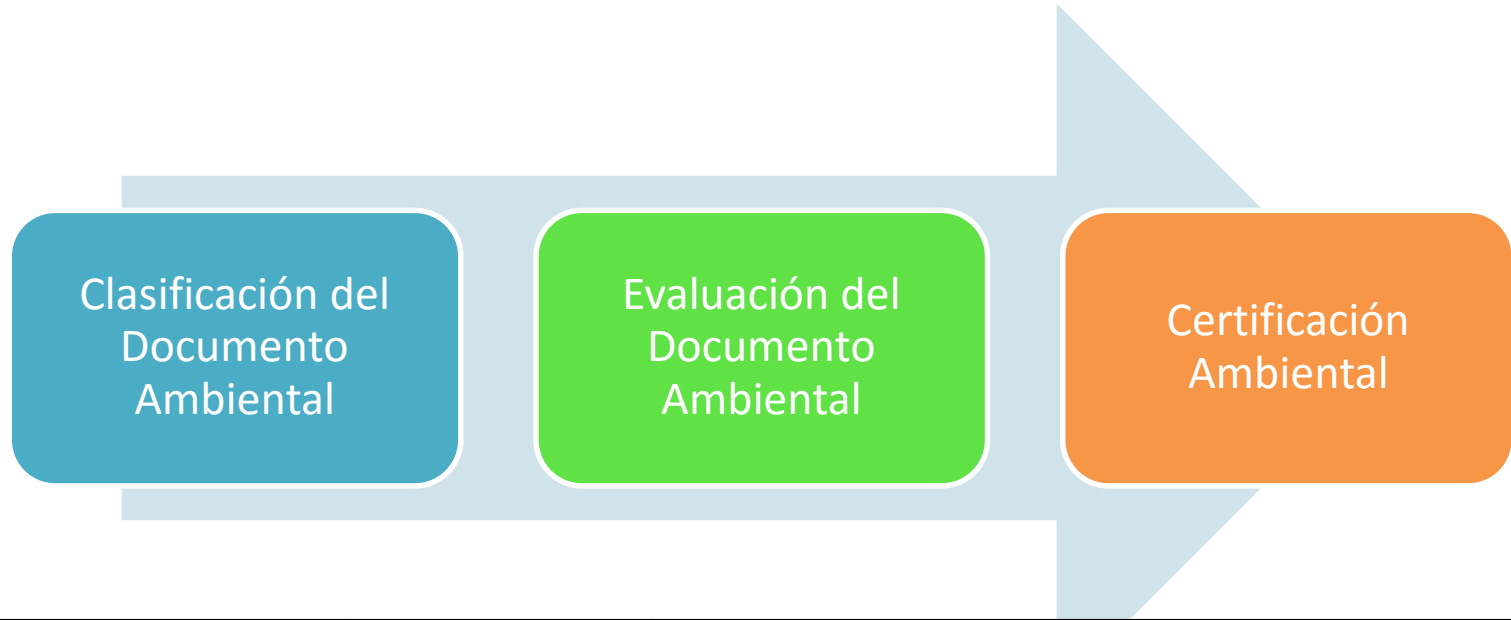 Clasificación del
Documento
Ambiental
Evaluación del
Documento
Ambiental
Certificación
Ambiental